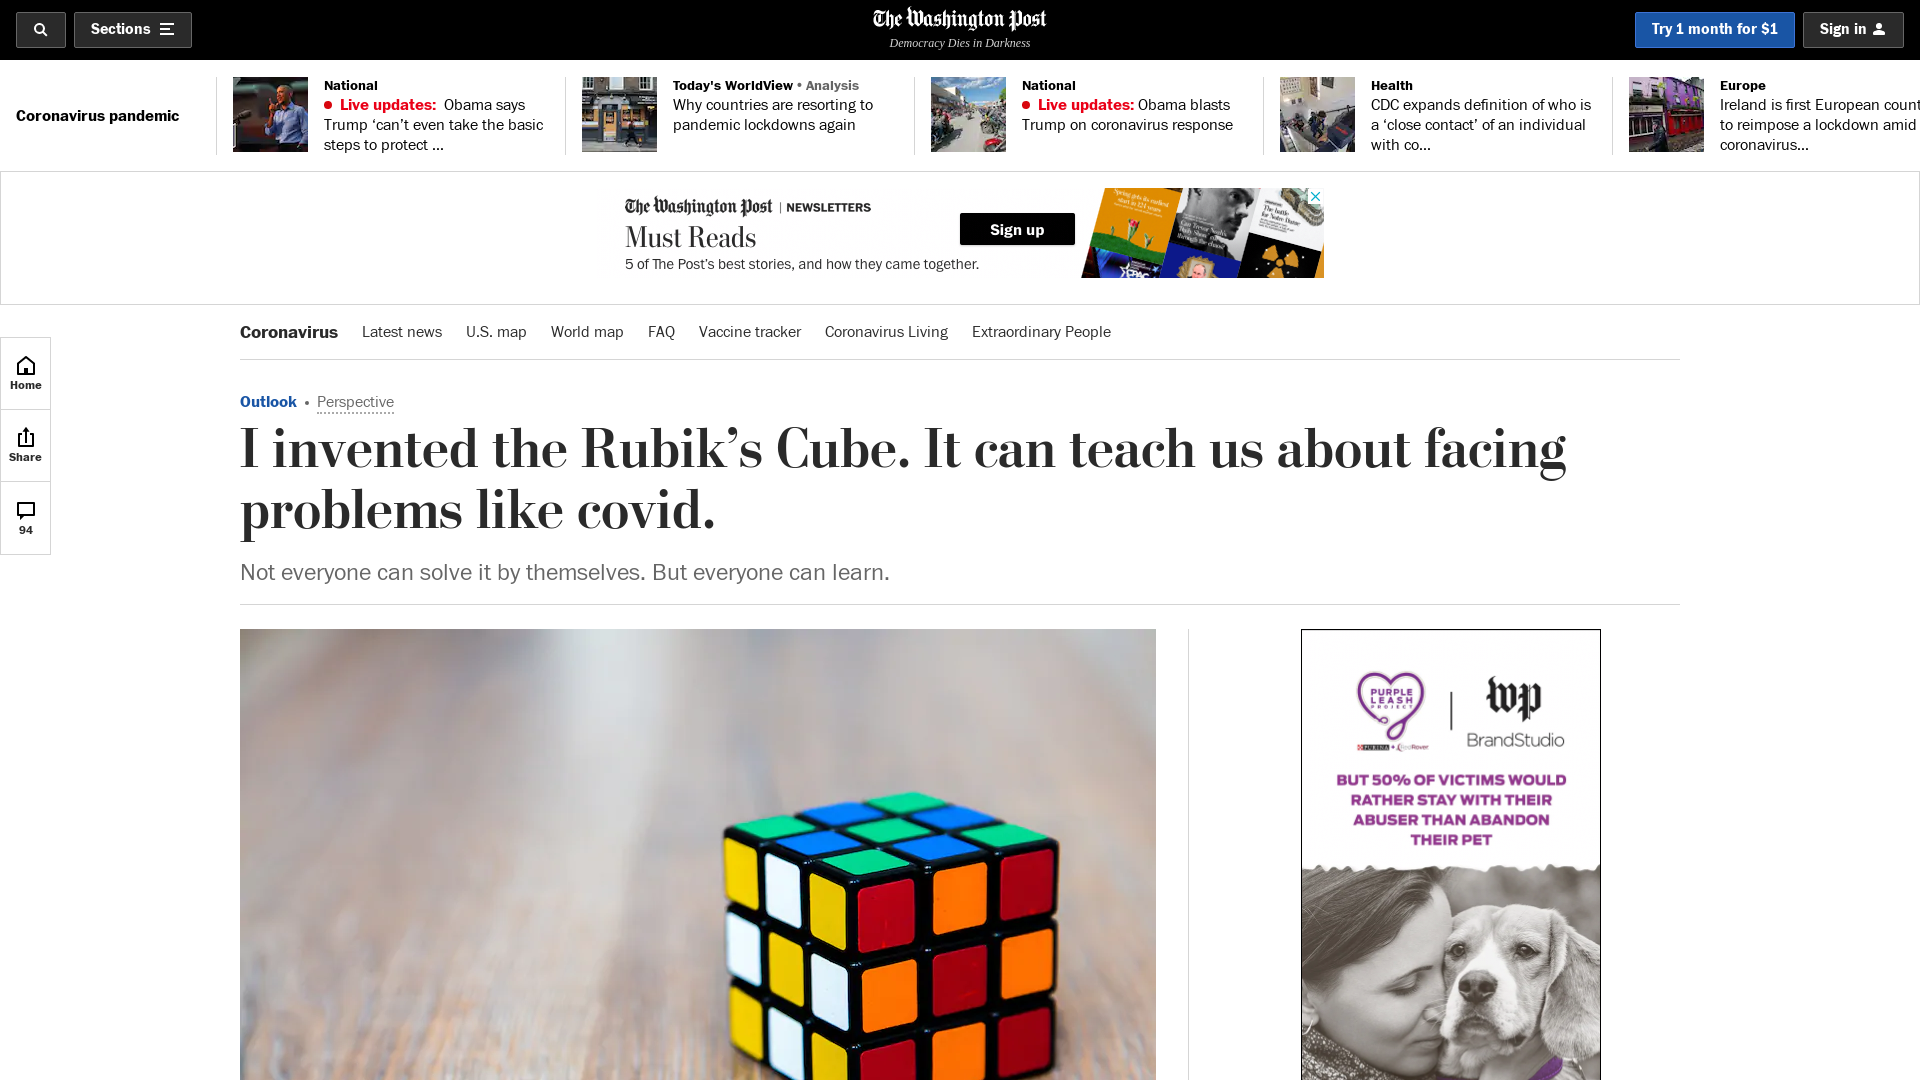 Sections
The Washington Post
Democracy Dies in Darkness
Try 1 month for $1
Sign in
Coronavirus pandemic
National
Live updates: Obama says
Trump ‘can’t even take the basic
steps to protect ...
Today's WorldView • Analysis
Why countries are resorting to
pandemic lockdowns again
National
Live updates: Obama blasts
Trump on coronavirus response
Health
CDC expands definition of who is
a ‘close contact’ of an individual
with co...
Europe
Ireland is first European count
to reimpose a lockdown amid
coronavirus...
The Washington Post | NEWSLETTERS
Must Reads
5 of The Post’s best stories, and how they came together.
Sign up
Coronavirus
Latest news
U.S. map
World map
FAQ
Vaccine tracker
Coronavirus Living
Extraordinary People
Home
Share
94
Outlook • Perspective
I invented the Rubik’s Cube. It can teach us about facing
problems like covid.
Not everyone can solve it by themselves. But everyone can learn.
PURPLE
LEASH
PROJECT
PURINA +
wp
BrandStudio
BUT 50% OF VICTIMS WOULD
RATHER STAY WITH THEIR
ABUSER THAN ABANDON
THEIR PET